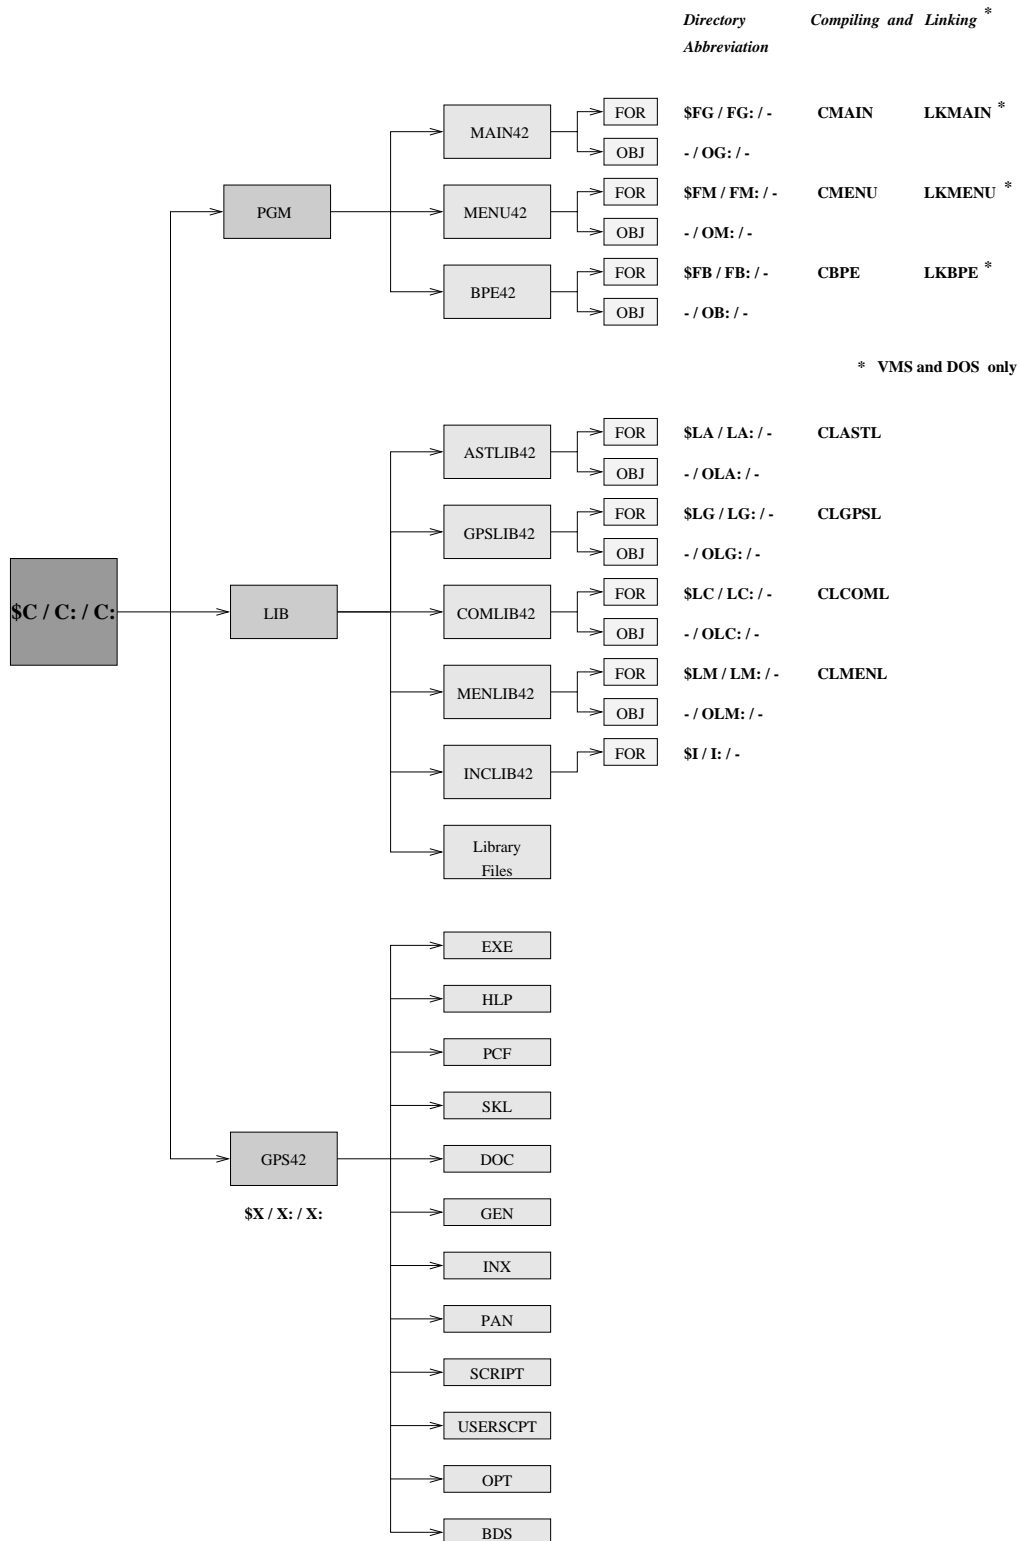 Directory Compiling and Linking *
Abbreviation
FOR $FG / FG: / - CMAIN LKMAIN *
MAIN42
OBJ - / OG: / -
FOR $FM / FM: / - CMENU LKMENU *
PGM MENU42
OBJ - / OM: / -
FOR $FB / FB: / - CBPE LKBPE *
BPE42
OBJ - / OB: / -
* VMS and DOS only
FOR $LA / LA: / - CLASTL
ASTLIB42
OBJ - / OLA: / -
FOR $LG / LG: / - CLGPSL
GPSLIB42
OBJ - / OLG: / -
FOR $LC / LC: / - CLCOML
$C / C: / C: LIB COMLIB42
OBJ - / OLC: / -
FOR $LM / LM: / - CLMENL
MENLIB42
OBJ - / OLM: / -
FOR $I / I: / -
INCLIB42
Library
Files
EXE
HLP
PCF
SKL
GPS42 DOC
$X / X: / X: GEN
INX
PAN
SCRIPT
USERSCPT
OPT
BDS